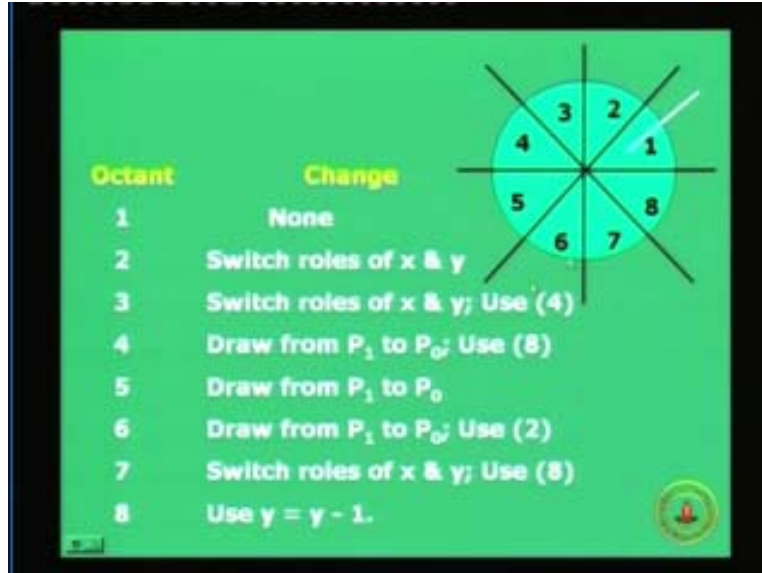 3 2
4 1
5 8
6 7
Octant Change
1 None
2 Switch roles of x & y
3 Switch roles of x & y; Use (4)
4 Draw from P₁ to P₀; Use (8)
5 Draw from P₁ to P₀
6 Draw from P₁ to P₀; Use (2)
7 Switch roles of x & y; Use (8)
8 Use y = y - 1.